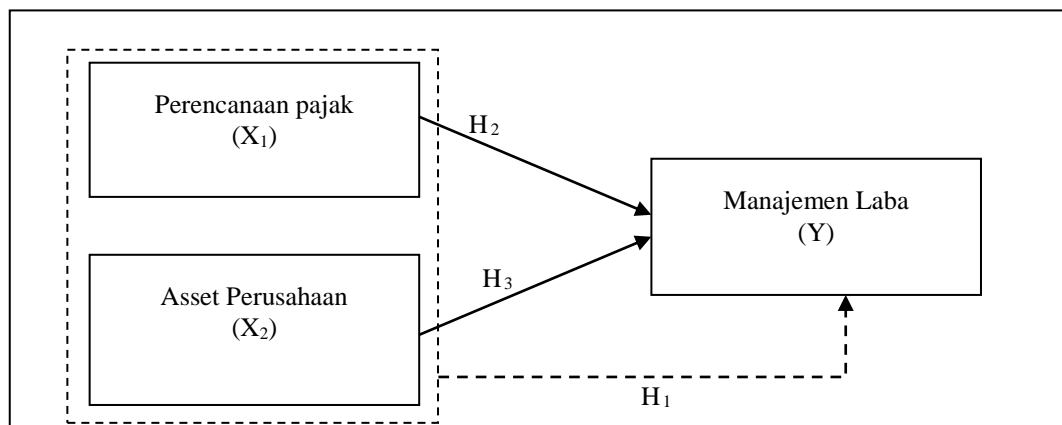 Perencanaan pajak
(X₁)
H₂
Manajemen Laba
(Y)
Asset Perusahaan
(X₂)
H₃
H₁